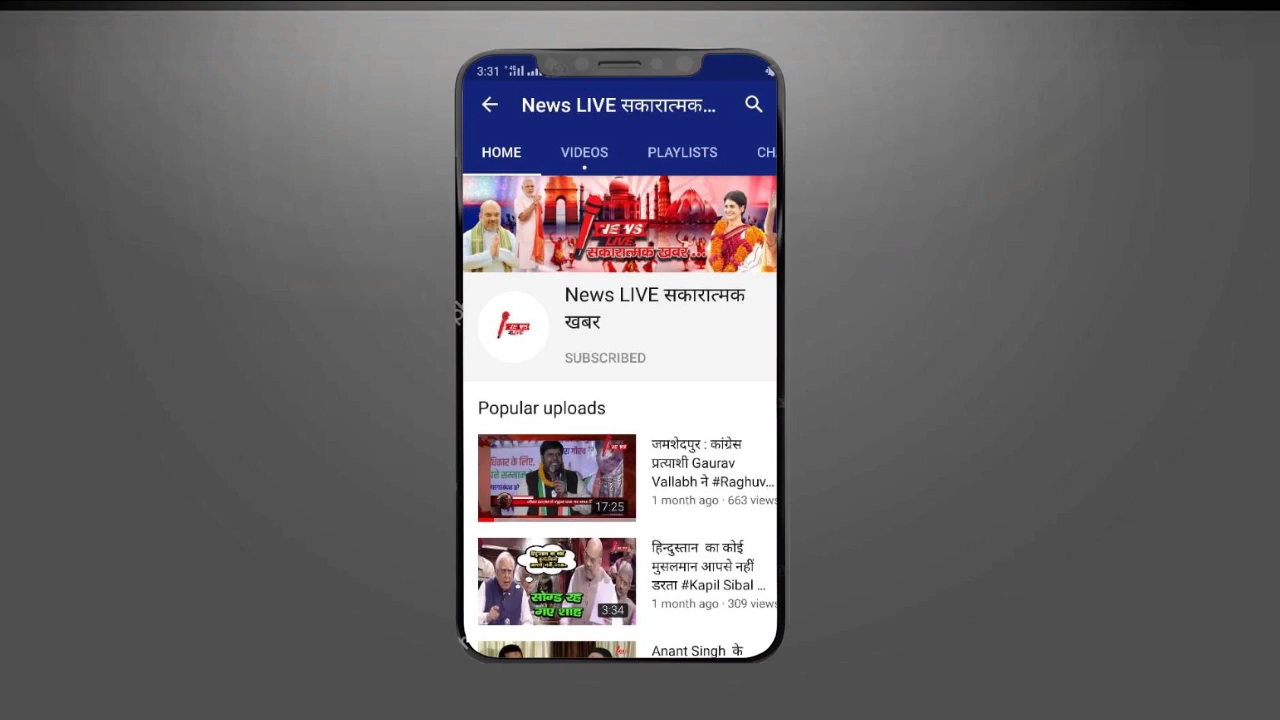 3:31
News LIVE सकारात्मक...
HOME VIDEOS PLAYLISTS CH
NEWS
LIVE
सकारात्मक खबर ...
News LIVE सकारात्मक
खबर
SUBSCRIBED
Popular uploads
जमशेदपुर : कांग्रेस
प्रत्याशी Gaurav
Vallabh ने #Raghuv...
1 month ago · 663 views
17:25
हिन्दुस्तान का कोई
मुसलमान आपसे नहीं
डरता #Kapil Sibal ...
1 month ago · 309 views
सोचते रह
गए शाह
3:34
Anant Singh के